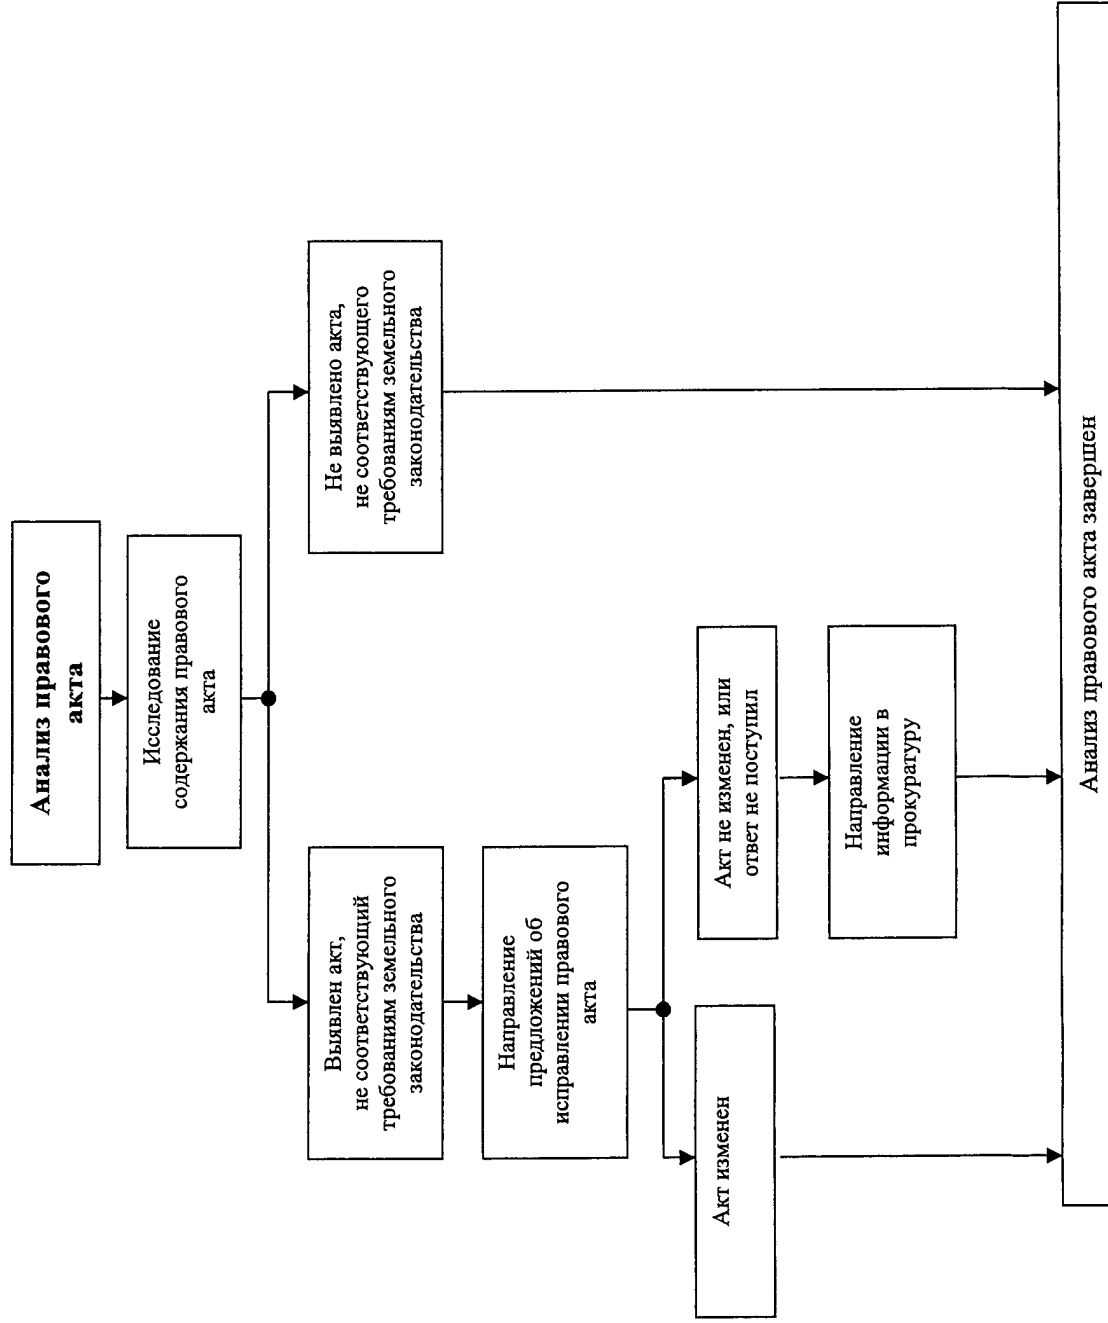 Анализ правового
акта
Исследование
содержания правового
акта
Выявлен акт,
не соответствующий
требованиям земельного
законодательства
Не выявлено акта,
не соответствующего
требованиям земельного
законодательства
Направление
предложений об
исправлении правового
акта
Акт изменен
Акт не изменен, или
ответ не поступил
Направление
информации в
прокуратуру
Анализ правового акта завершен